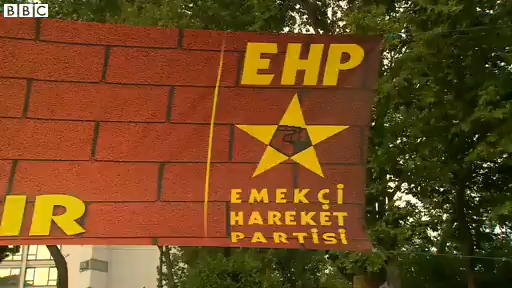 BBC
EHP
EMEKÇİ
HAREKET
PARTİSİ
IR